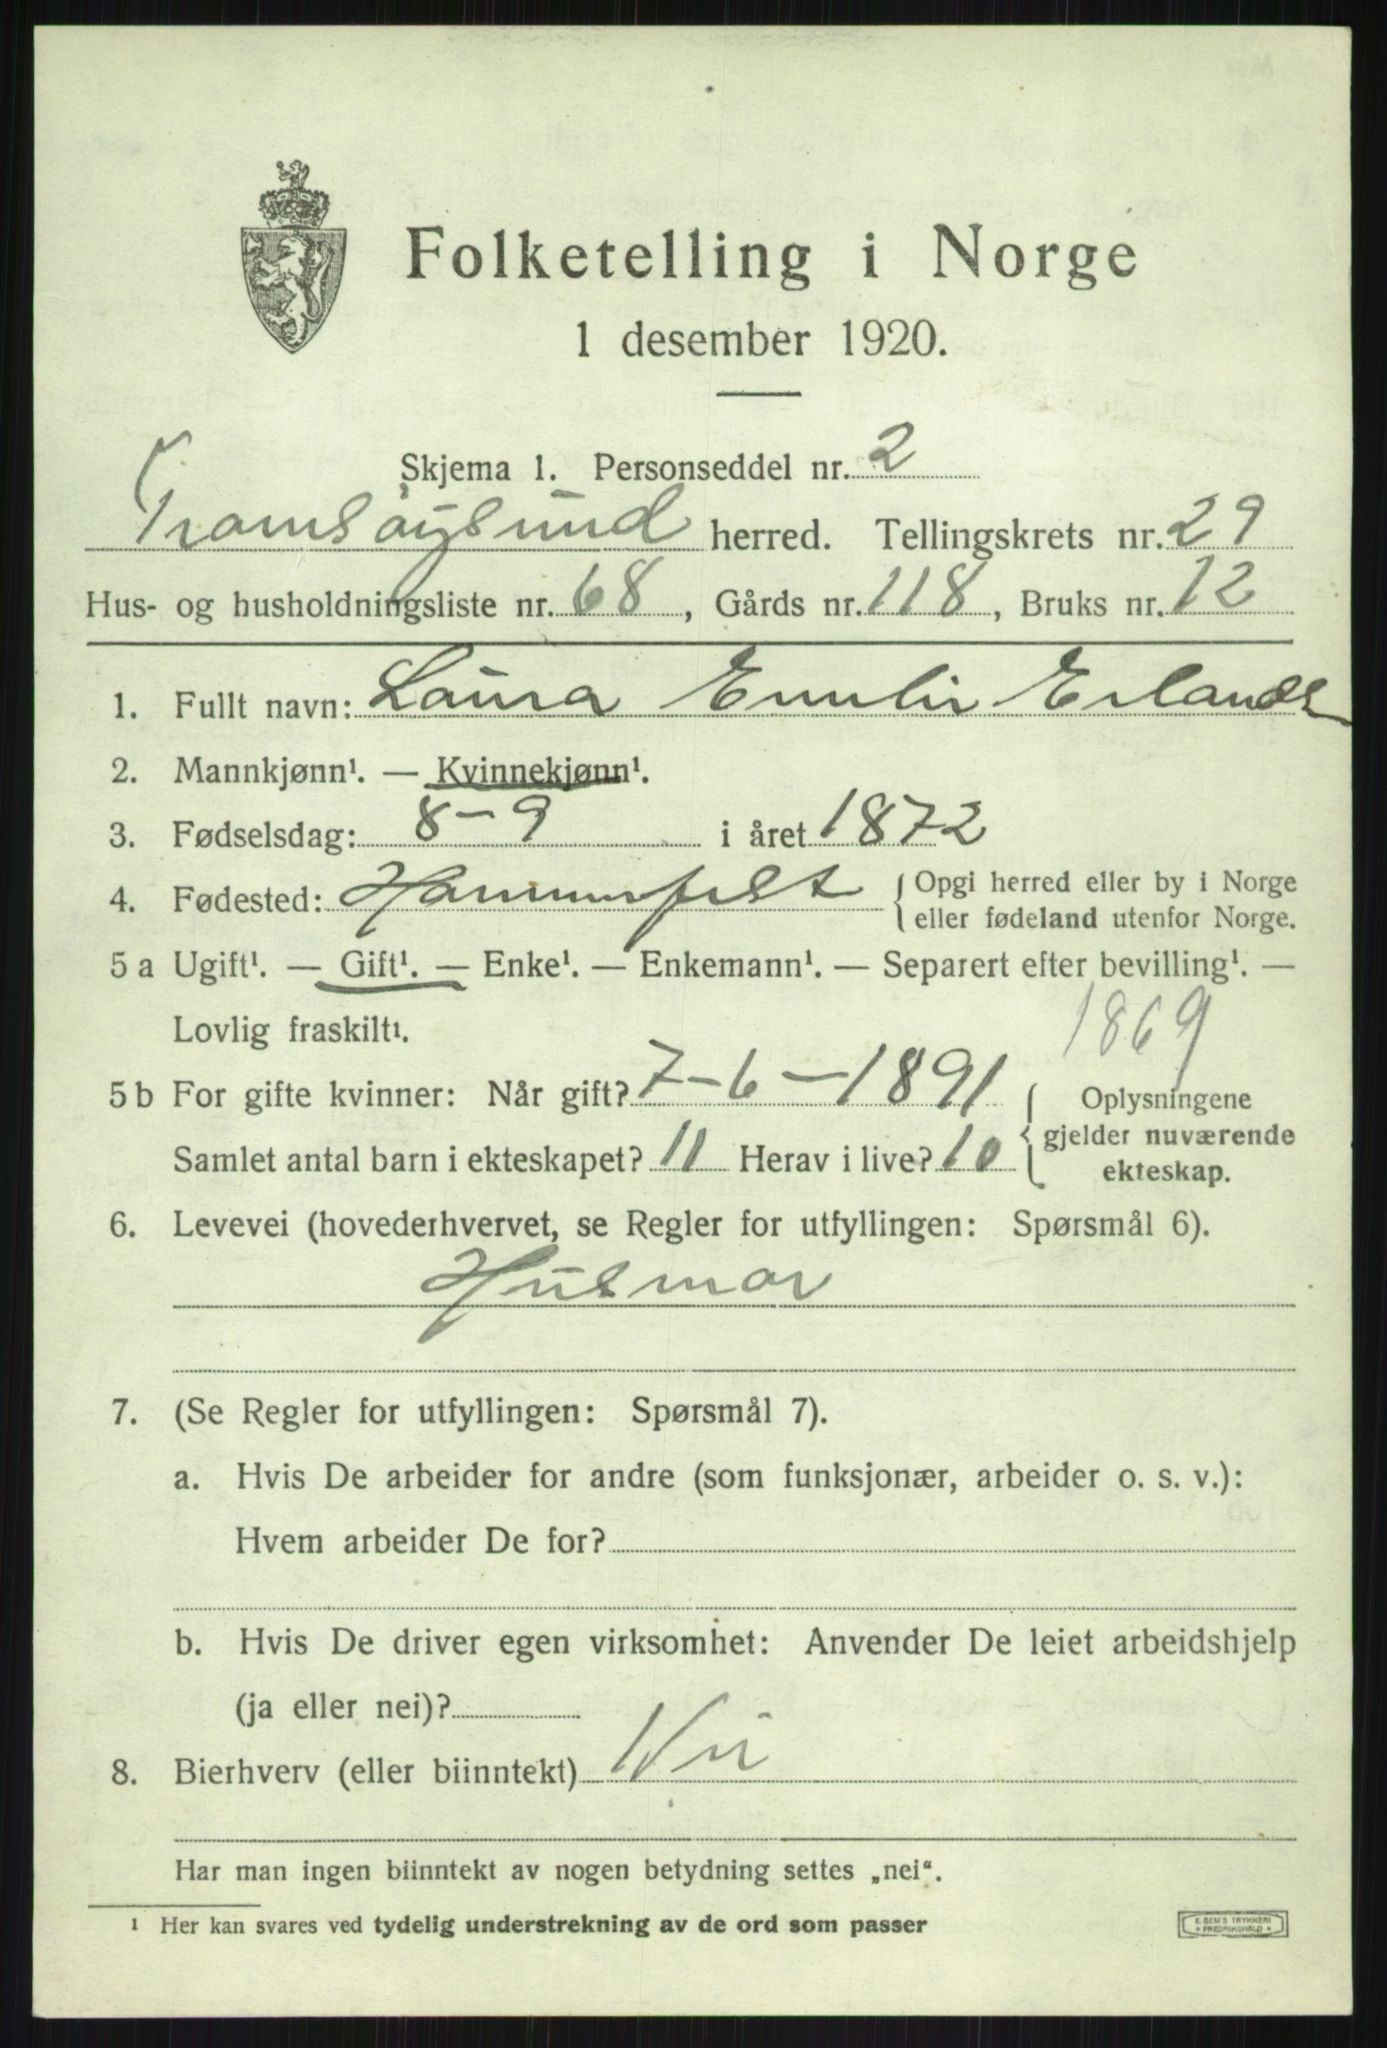 Folketelling i Norge
1 desember 1920.
Skjema 1. Personseddel nr. 2
Tromsøysund herred. Tellingskrets nr. 29
Hus- og husholdningsliste nr. 68, Gårds nr. 118, Bruks nr. 12
1. Fullt navn: Laura Emilie Erlands
2. Mannkjønn¹. — Kvinnekjønn¹.
3. Fødselsdag: 8-9 i året 1872
4. Fødested: Hammerfest { Opgi herred eller by i Norge
eller fødeland utenfor Norge.
5 a Ugift¹. — Gift¹. — Enke¹. — Enkemann¹. — Separert efter bevilling¹. —
Lovlig fraskilt¹.
1869
5 b For gifte kvinner: Når gift? 7-6-1891 { Oplysningene
gjelder nuværende
Samlet antal barn i ekteskapet? 11 Herav i live? 10
ekteskap.
6. Levevei (hovederhvervet, se Regler for utfyllingen: Spørsmål 6).
Husmor
7. (Se Regler for utfyllingen: Spørsmål 7).
a. Hvis De arbeider for andre (som funksjonær, arbeider o. s. v.):
Hvem arbeider De for?
b. Hvis De driver egen virksomhet: Anvender De leiet arbeidshjelp
(ja eller nei)?
8. Bierhverv (eller biinntekt) Nei
Har man ingen biinntekt av nogen betydning settes „nei“.
¹ Her kan svares ved tydelig understrekning av de ord som passer
E. SEM'S TRYKKERI
* FREDRIKSHALD *